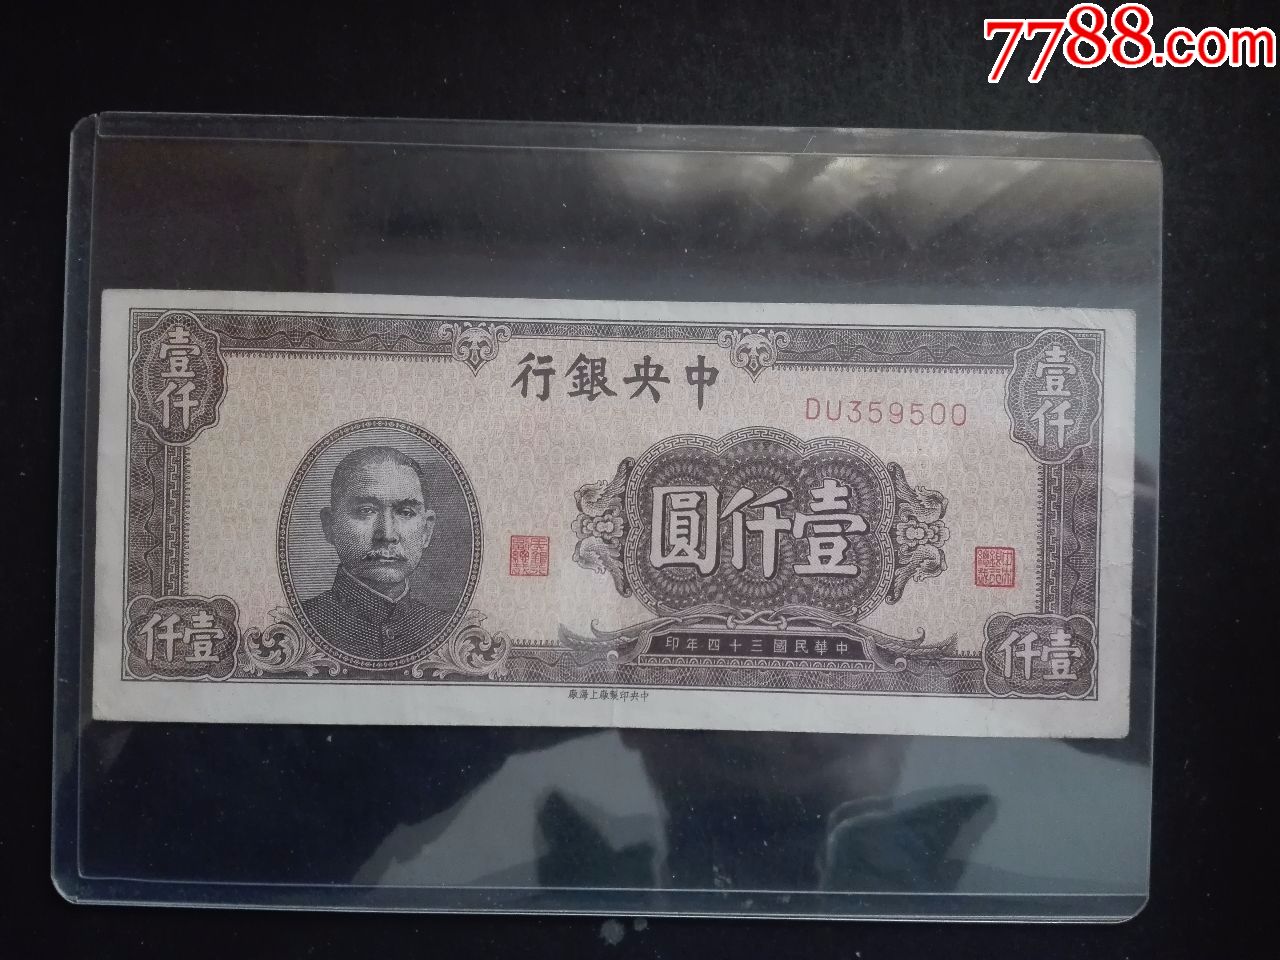 7788.com
壹仟
壹仟
中央銀行
DU359500
壹仟圓
中華民國三十四年印
壹仟
壹仟
中央印製廠上海廠